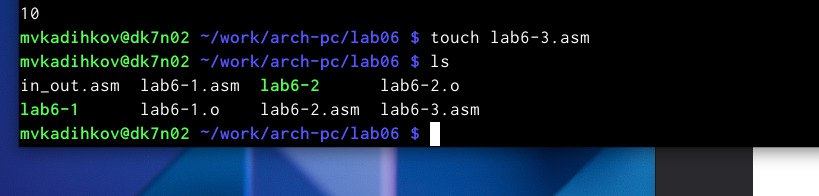 10
mvkadihkov@dk7n02 ~/work/arch-pc/lab06 $ touch lab6-3.asm
mvkadihkov@dk7n02 ~/work/arch-pc/lab06 $ ls
in_out.asm  lab6-1.asm  lab6-2      lab6-2.o
lab6-1      lab6-1.o    lab6-2.asm  lab6-3.asm
mvkadihkov@dk7n02 ~/work/arch-pc/lab06 $